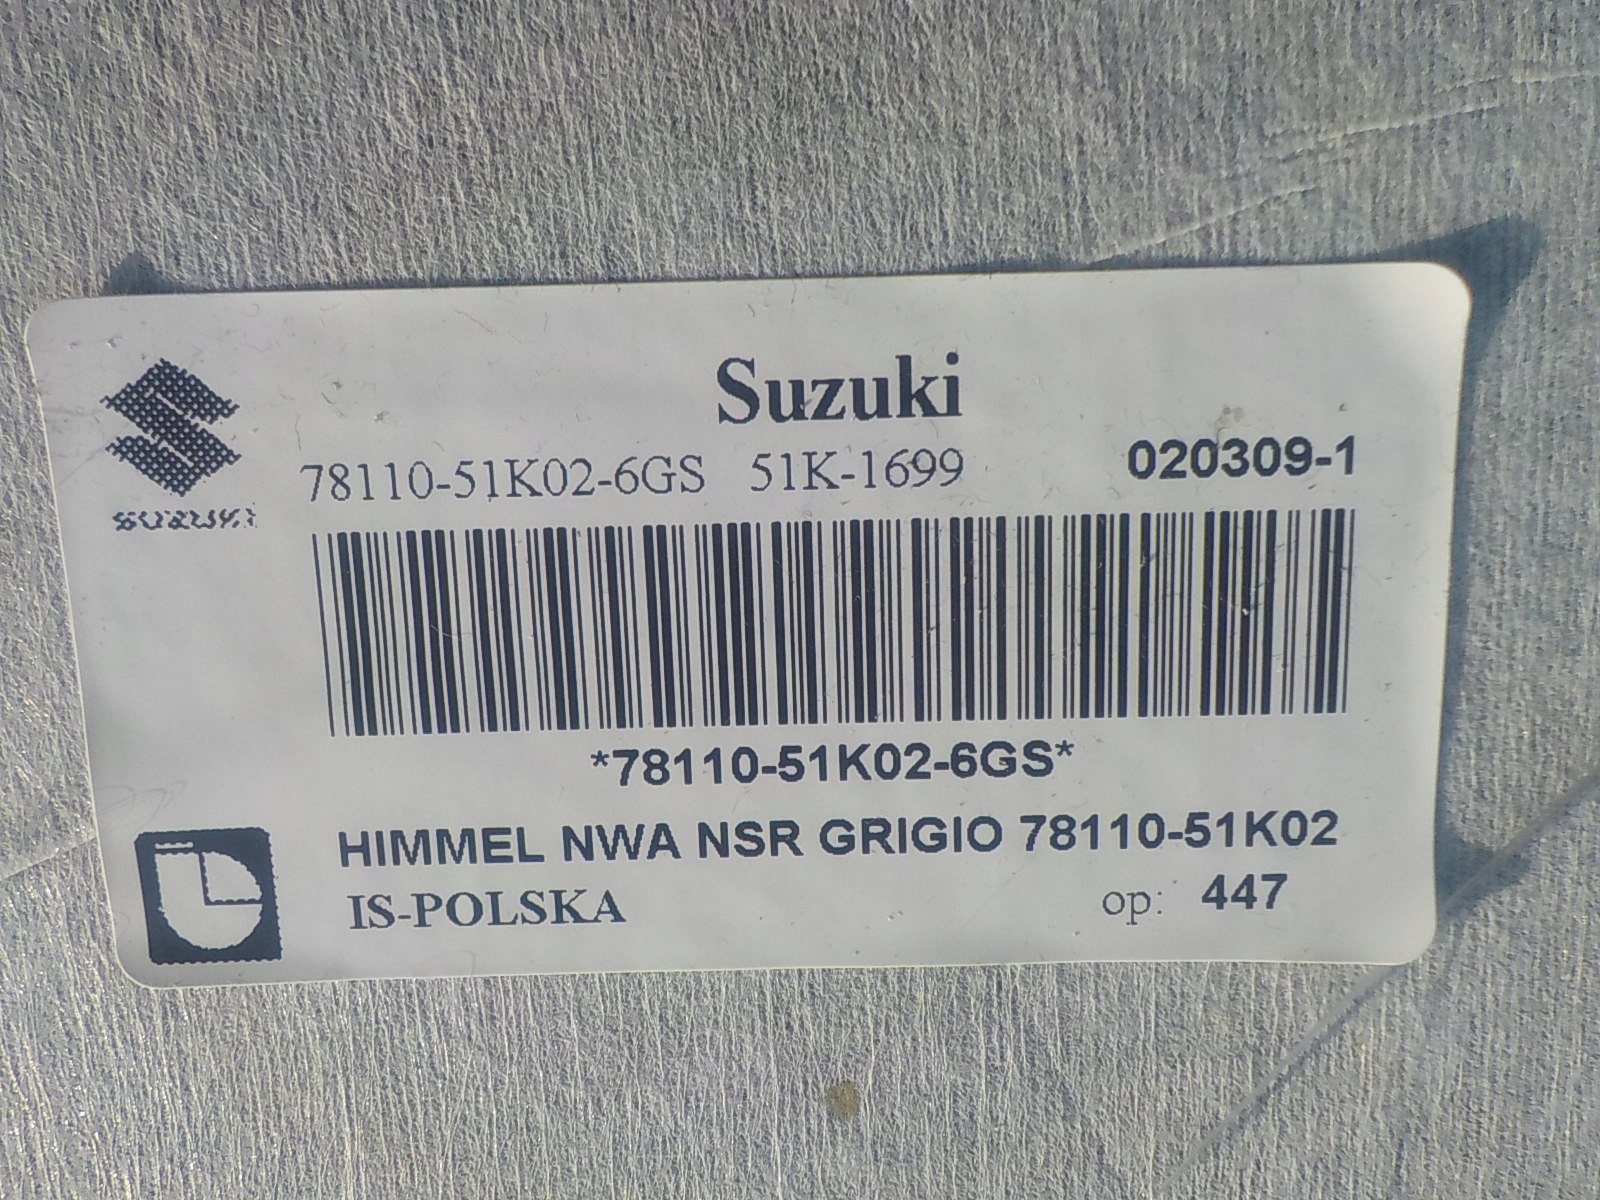 Suzuki
SUZUKI
78110-51K02-6GS 51K-1699 020309-1
*78110-51K02-6GS*
HIMMEL NWA NSR GRIGIO 78110-51K02
IS-POLSKA op: 447